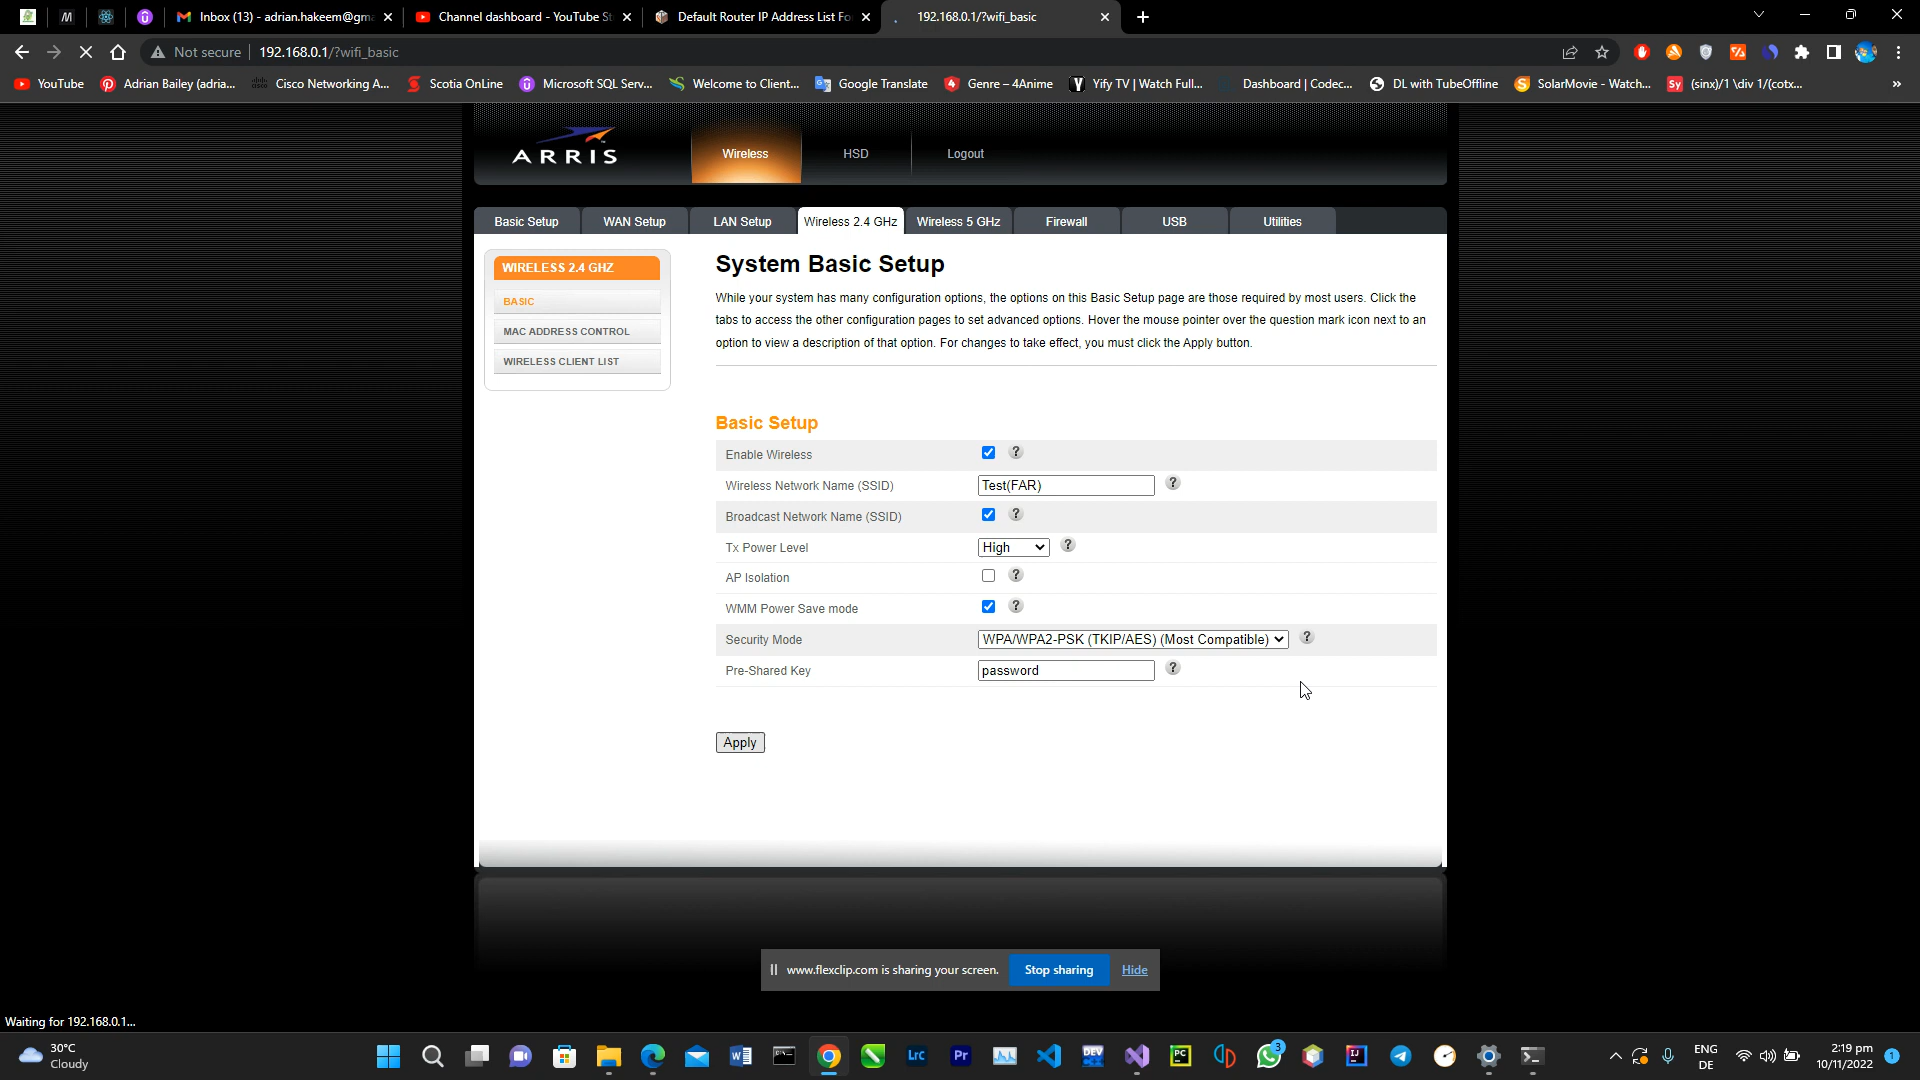 Inbox (13) - adrian.hakeem@gma
Channel dashboard - YouTube St
Default Router IP Address List Fo
192.168.0.1/?wifi_basic
Not secure
192.168.0.1/?wifi_basic
YouTube
Adrian Bailey (adria...
Cisco Networking A...
Scotia OnLine
Microsoft SQL Serv...
Welcome to Client...
Google Translate
Genre – 4Anime
Yify TV | Watch Full...
Dashboard | Codec...
DL with TubeOffline
SolarMovie - Watch...
Sy
(sinx)/1 \div 1/(cotx...
ARRIS
Wireless
HSD
Logout
Basic Setup
WAN Setup
LAN Setup
Wireless 2.4 GHz
Wireless 5 GHz
Firewall
USB
Utilities
WIRELESS 2.4 GHZ
BASIC
MAC ADDRESS CONTROL
WIRELESS CLIENT LIST
System Basic Setup
While your system has many configuration options, the options on this Basic Setup page are those required by most users. Click the
tabs to access the other configuration pages to set advanced options. Hover the mouse pointer over the question mark icon next to an
option to view a description of that option. For changes to take effect, you must click the Apply button.
Basic Setup
Enable Wireless ?
Wireless Network Name (SSID) Test(FAR) ?
Broadcast Network Name (SSID) ?
Tx Power Level High ?
AP Isolation ?
WMM Power Save mode ?
Security Mode WPA/WPA2-PSK (TKIP/AES) (Most Compatible) ?
Pre-Shared Key password ?
Apply
www.flexclip.com is sharing your screen.
Stop sharing
Hide
Waiting for 192.168.0.1...
30°C
Cloudy
Lrc
Pr
DEV
PC
IJ
3
ENG
DE
2:19 pm
10/11/2022
1